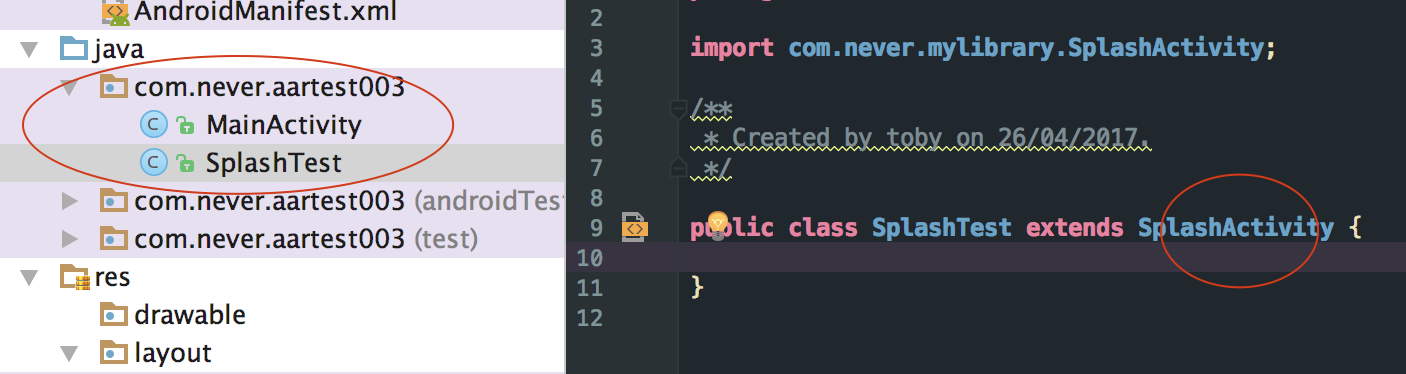 AndroidManifest.xml
java
com.never.aartest003
C MainActivity
C SplashTest
com.never.aartest003 (androidTes
com.never.aartest003 (test)
res
drawable
layout
2
3 import com.never.mylibrary.SplashActivity;
4
5 /**
6 * Created by toby on 26/04/2017.
7 */
8
9 public class SplashTest extends SplashActivity {
10
11 }
12